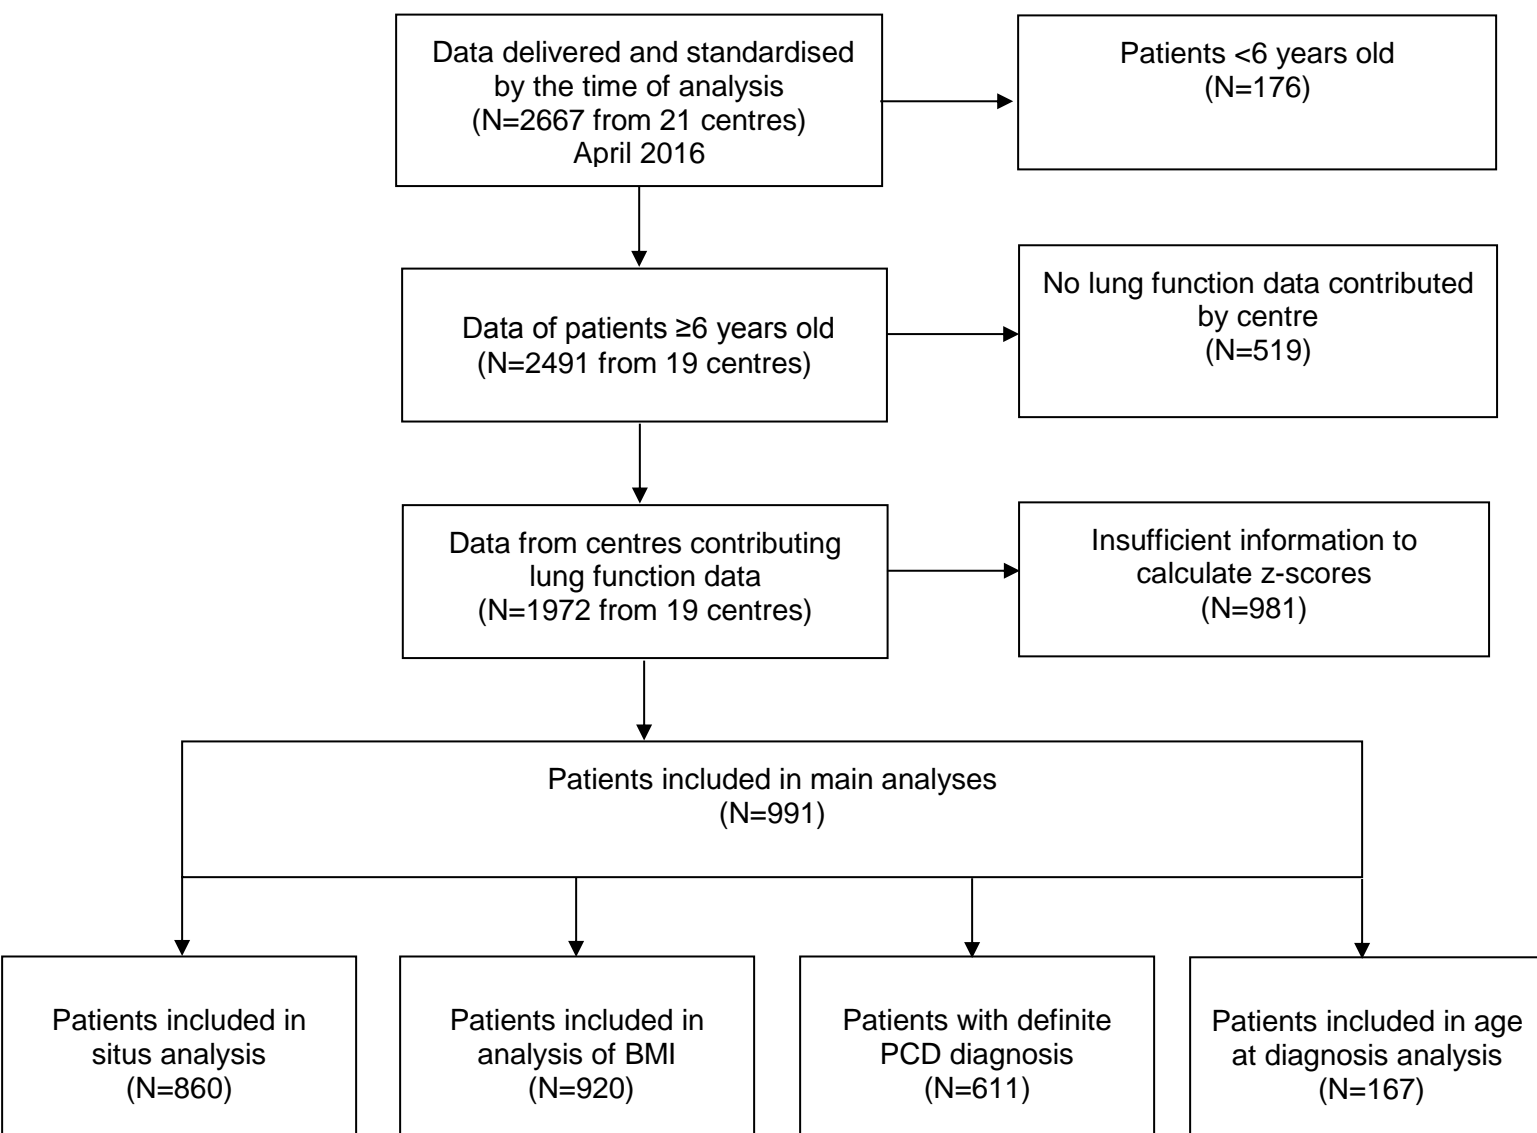 Data delivered and standardised
by the time of analysis
(N=2667 from 21 centres)
April 2016
Patients <6 years old
(N=176)
Data of patients ≥6 years old
(N=2491 from 19 centres)
No lung function data contributed
by centre
(N=519)
Data from centres contributing
lung function data
(N=1972 from 19 centres)
Insufficient information to
calculate z-scores
(N=981)
Patients included in main analyses
(N=991)
Patients included in
situs analysis
(N=860)
Patients included in
analysis of BMI
(N=920)
Patients with definite
PCD diagnosis
(N=611)
Patients included in age
at diagnosis analysis
(N=167)